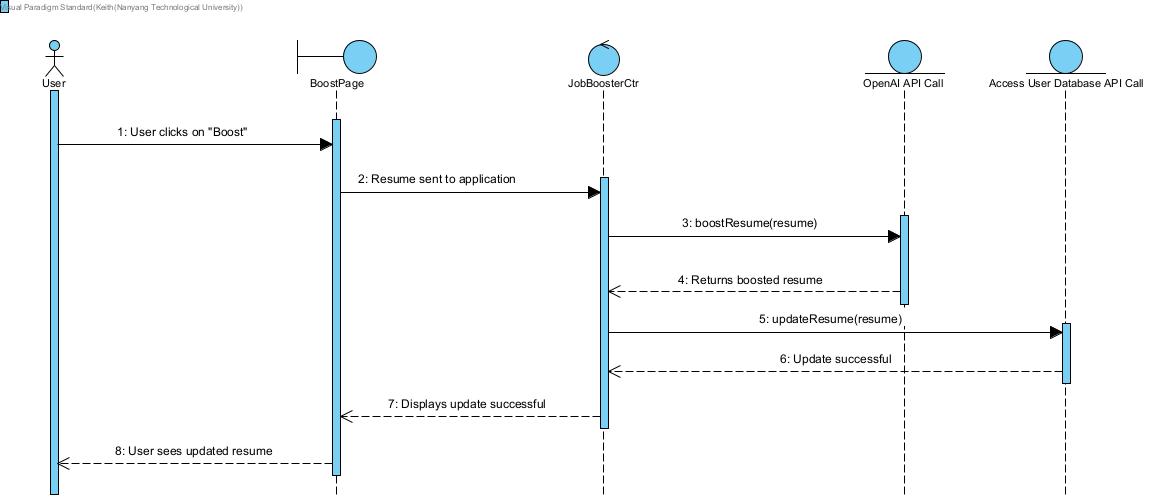 Visual Paradigm Standard(Keith(Nanyang Technological University))
User
BoostPage
JobBoosterCtr
OpenAI API Call
Access User Database API Call
1: User clicks on "Boost"
2: Resume sent to application
3: boostResume(resume)
4: Returns boosted resume
5: updateResume(resume)
6: Update successful
7: Displays update successful
8: User sees updated resume